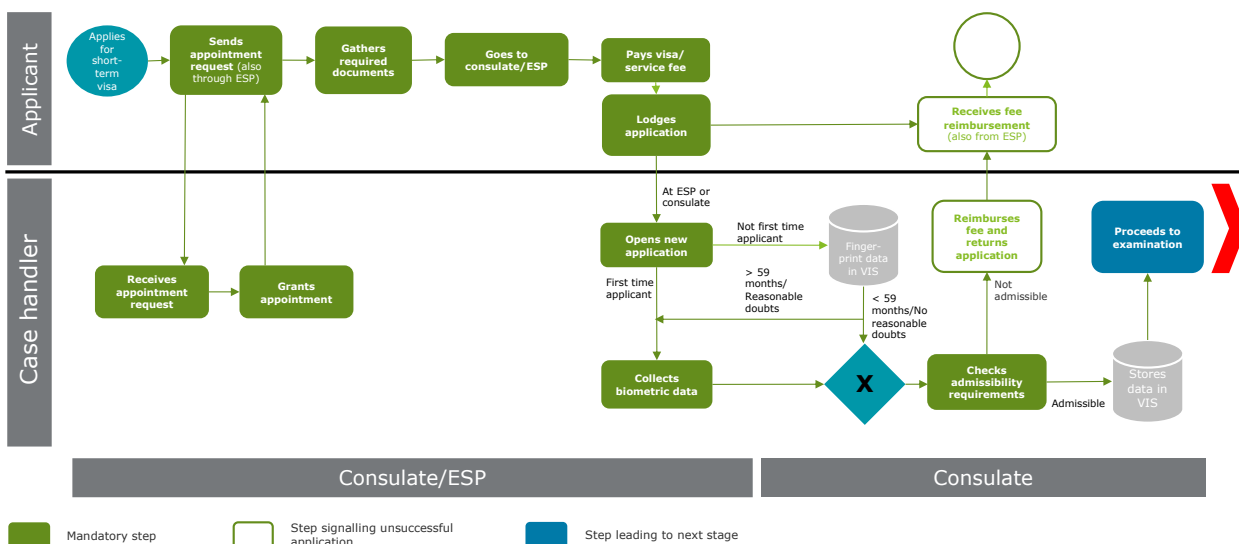 Applicant
Applies
for
short-
term
visa
Sends
appointment
request (also
through ESP)
Gathers
required
documents
Goes to
consulate/ESP
Pays visa/
service fee
Lodges
application
Receives fee
reimbursement
(also from ESP)
Case handler
At ESP or
consulate
Receives
appointment
request
Grants
appointment
Opens new
application
Not first time
applicant
Finger-
print data
in VIS
First time
applicant
> 59
months/
Reasonable
doubts
< 59
months/No
reasonable
doubts
Reimburses
fee and
returns
application
Not
admissible
Proceeds to
examination
Collects
biometric data
X
Checks
admissibility
requirements
Admissible
Stores
data in
VIS
Consulate/ESP
Consulate
Mandatory step
Step signalling unsuccessful
application
Step leading to next stage